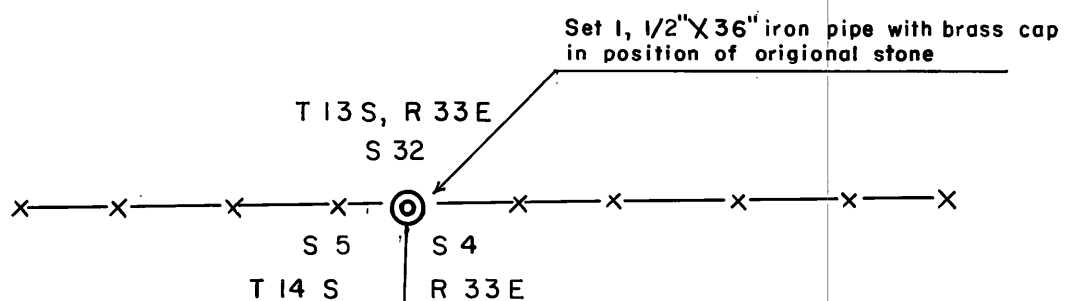 Set 1, 1/2"X 36" iron pipe with brass cap
in position of origional stone
T 13 S, R 33 E
S 32
S 5 S 4
T 14 S R 33 E